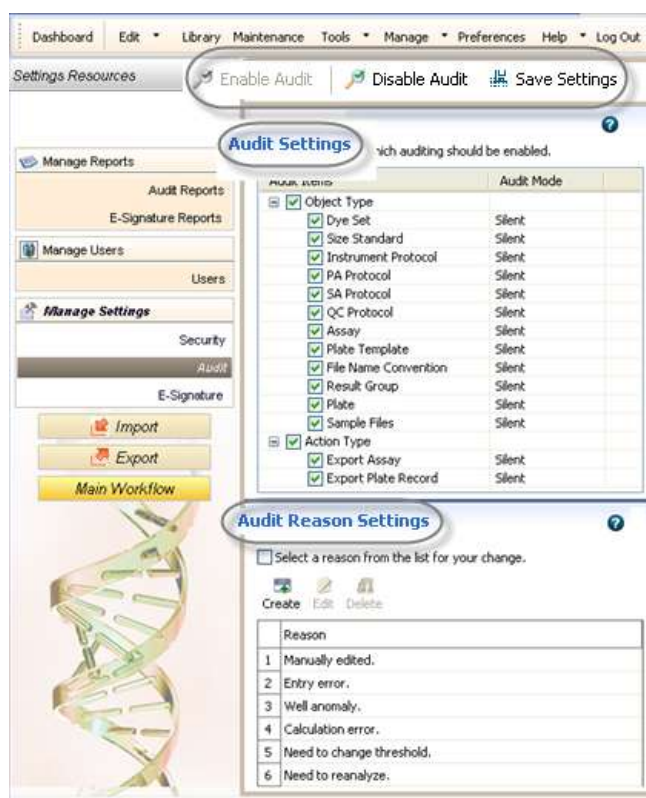 Dashboard Edit Library Maintenance Tools Manage Preferences Help Log Out
Settings Resources
Enable Audit Disable Audit Save Settings
Audit Settings
which auditing should be enabled.
Manage Reports
Audit Reports
E-Signature Reports
Manage Users
Users
Manage Settings
Security
Audit
E-Signature
Import
Export
Main Workflow
Audit Items Audit Mode
Object Type
Dye Set Silent
Size Standard Silent
Instrument Protocol Silent
PA Protocol Silent
SA Protocol Silent
QC Protocol Silent
Assay Silent
Plate Template Silent
File Name Convention Silent
Result Group Silent
Plate Silent
Sample Files Silent
Action Type
Export Assay Silent
Export Plate Record Silent
Audit Reason Settings
Select a reason from the list for your change.
Create Edit Delete
Reason
1 Manually edited.
2 Entry error.
3 Well anomaly.
4 Calculation error.
5 Need to change threshold.
6 Need to reanalyze.